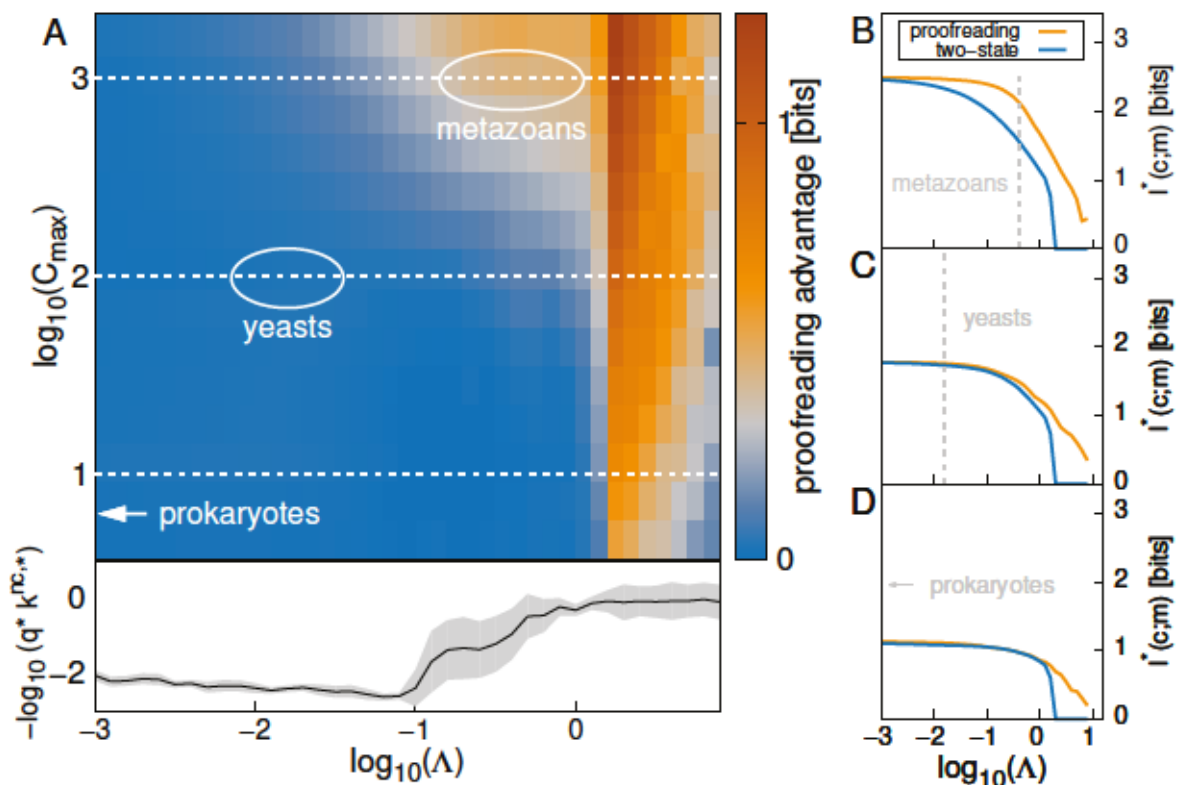 A
3
metazoans
2
yeasts
1
prokaryotes
log10(Cmax)
1
0
proofreading advantage [bits]
0
−2
−log10 (q* k^nc,*)
−3
−2
−1
0
log10(Λ)
B
proofreading
two-state
metazoans
3
2
1
0
I*(c;m) [bits]
C
yeasts
3
2
1
0
I*(c;m) [bits]
D
prokaryotes
3
2
1
0
I*(c;m) [bits]
−3
−2
−1
0
1
log10(Λ)